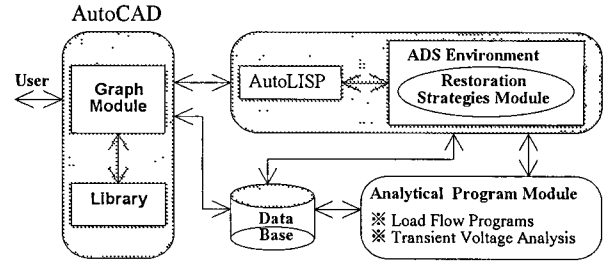 AutoCAD
User
Graph
Module
Library
AutoLISP
ADS Environment
Restoration
Strategies Module
Data
Base
Analytical Program Module
※ Load Flow Programs
※ Transient Voltage Analysis